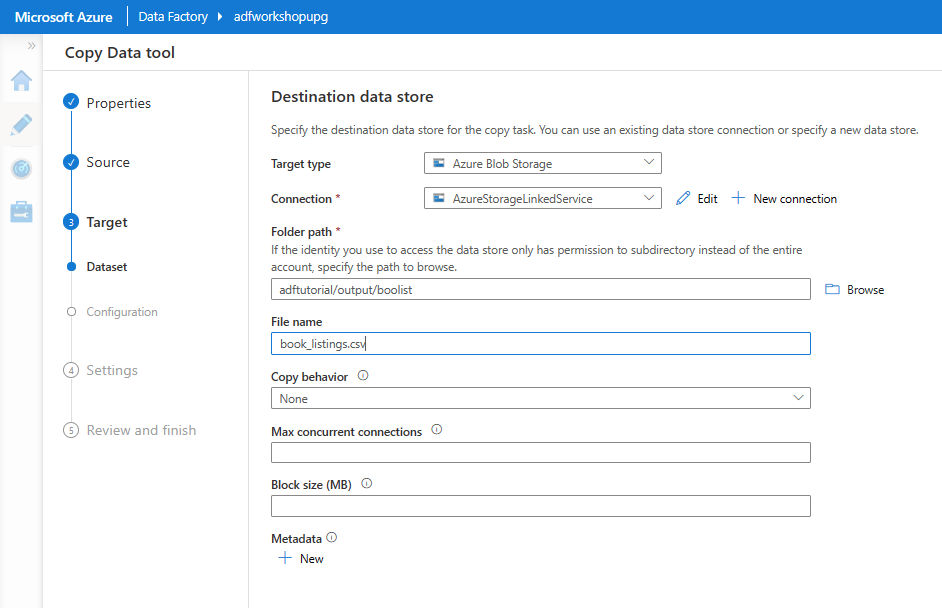 Microsoft Azure Data Factory adfworkshopupg
Copy Data tool
Properties
Source
3 Target
Dataset
Configuration
4 Settings
5 Review and finish
Destination data store
Specify the destination data store for the copy task. You can use an existing data store connection or specify a new data store.
Target type Azure Blob Storage
Connection * AzureStorageLinkedService Edit New connection
Folder path *
If the identity you use to access the data store only has permission to subdirectory instead of the entire
account, specify the path to browse.
adftutorial/output/boolist Browse
File name
book_listings.csv
Copy behavior
None
Max concurrent connections
Block size (MB)
Metadata
New